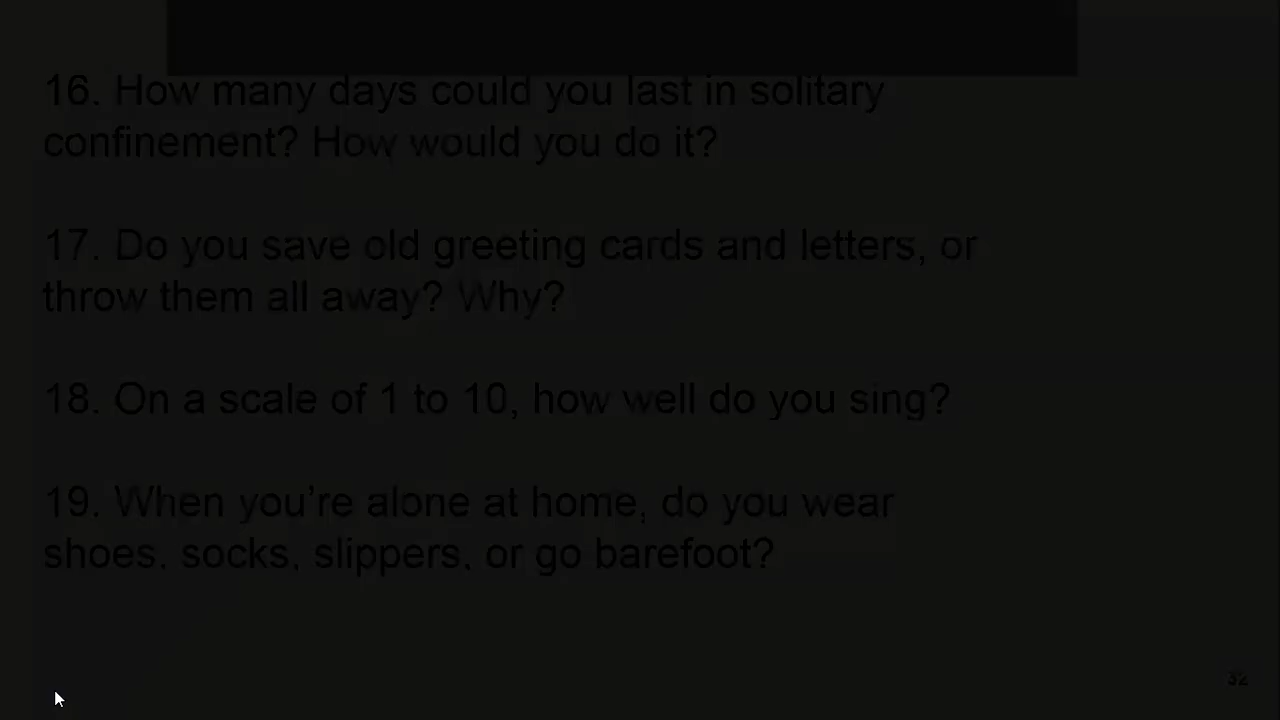 16. How many days could you last in solitary
confinement? How would you do it?
17. Do you save old greeting cards and letters, or
throw them all away? Why?
18. On a scale of 1 to 10, how well do you sing?
19. When you’re alone at home, do you wear
shoes, socks, slippers, or go barefoot?
32